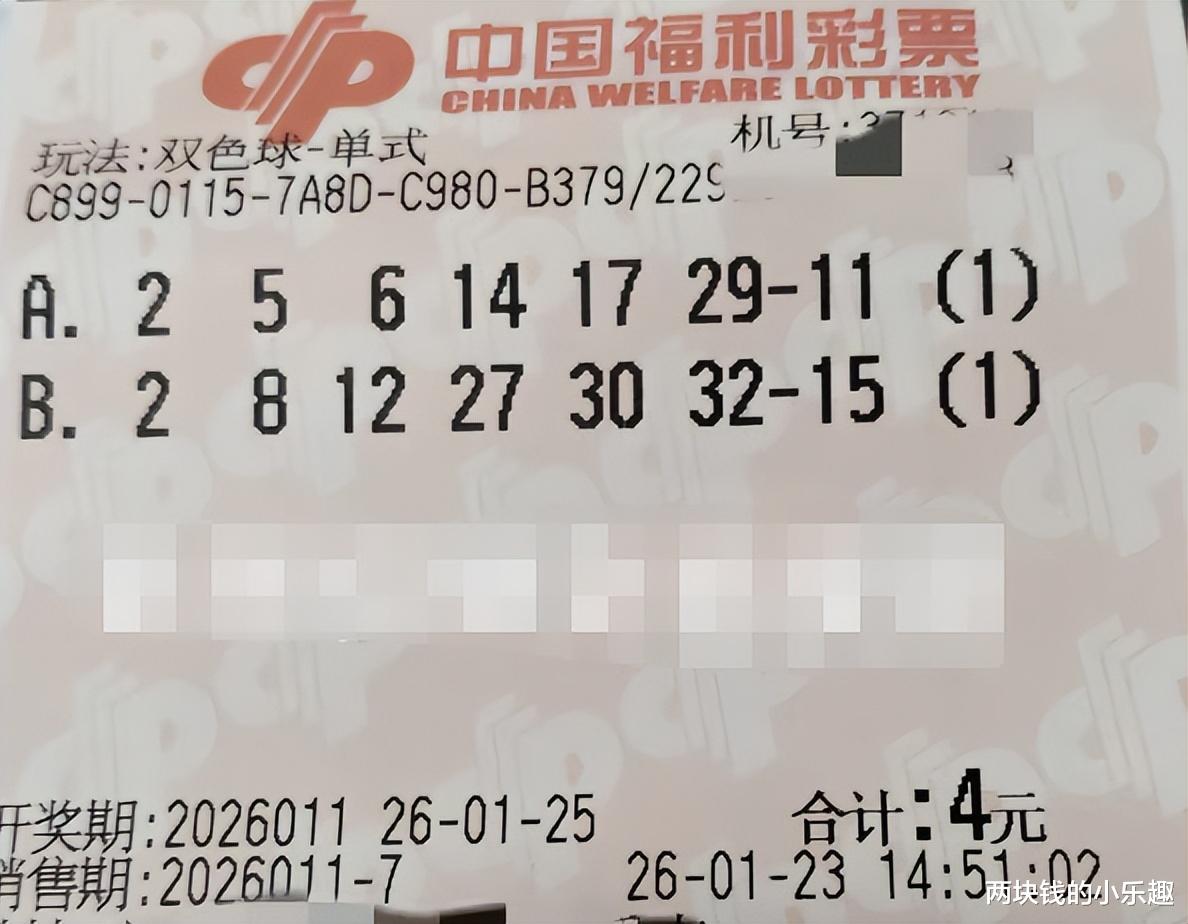 中国福利彩票
CHINA WELFARE LOTTERY
玩法:双色球-单式 机号:
C899-0115-7A8D-C980-B379/229
A. 2 5 6 14 17 29-11 (1)
B. 2 8 12 27 30 32-15 (1)
开奖期:2026011 26-01-25 合计:4元
销售期:2026011-7 26-01-23 14:51:02
两块钱的小乐趣